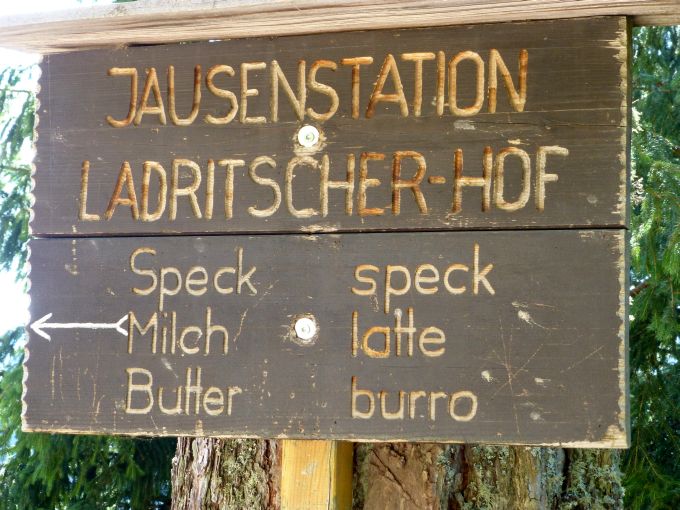 JAUSENSTATION
LADRITSCHER-HOF
Speck speck
Milch latte
Butter burro